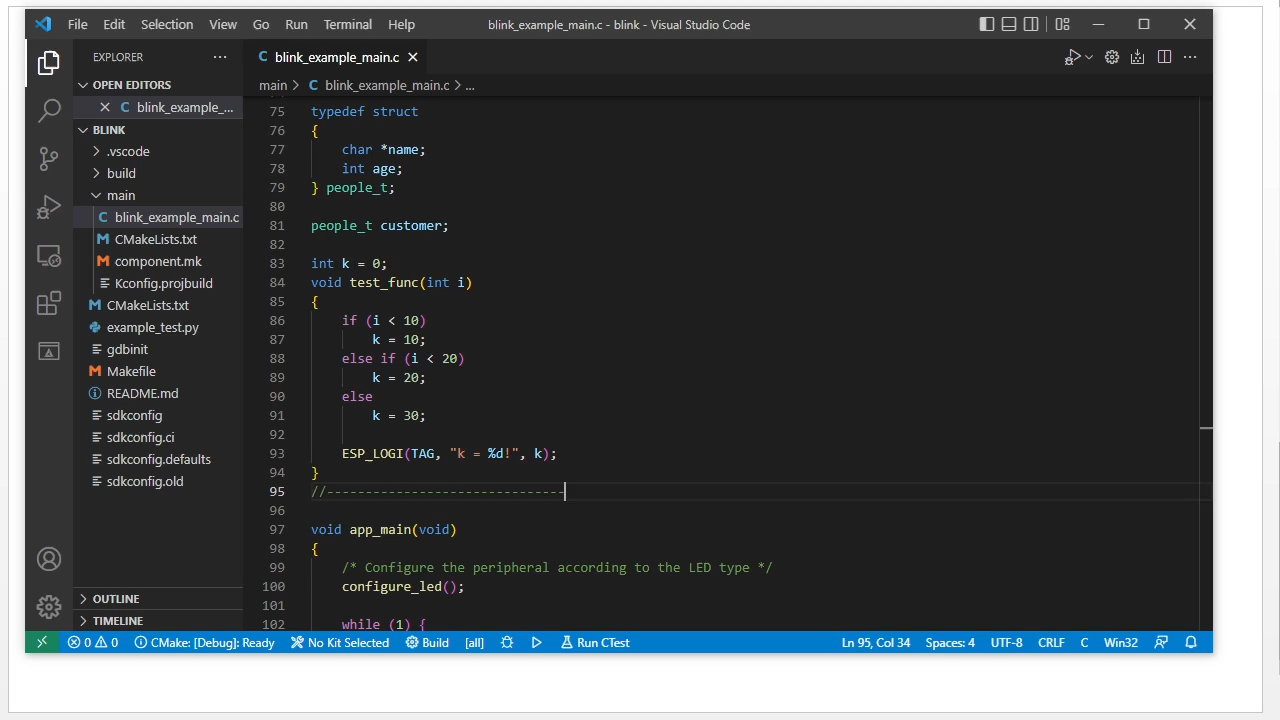 File Edit Selection View Go Run Terminal Help
blink_example_main.c - blink - Visual Studio Code
EXPLORER
OPEN EDITORS
blink_example_...
BLINK
.vscode
build
main
blink_example_main.c
CMakeLists.txt
component.mk
Kconfig.projbuild
CMakeLists.txt
example_test.py
gdbinit
Makefile
README.md
sdkconfig
sdkconfig.ci
sdkconfig.defaults
sdkconfig.old
OUTLINE
TIMELINE
blink_example_main.c
main > blink_example_main.c > ...
75 typedef struct
76 {
77     char *name;
78     int age;
79 } people_t;
80
81 people_t customer;
82
83 int k = 0;
84 void test_func(int i)
85 {
86     if (i < 10)
87         k = 10;
88     else if (i < 20)
89         k = 20;
90     else
91         k = 30;
92
93     ESP_LOGI(TAG, "k = %d!", k);
94 }
95 //-------------------------------
96
97 void app_main(void)
98 {
99     /* Configure the peripheral according to the LED type */
100     configure_led();
101
102     while (1) {
0 0 CMake: [Debug]: Ready No Kit Selected Build [all] Run CTest Ln 95, Col 34 Spaces: 4 UTF-8 CRLF C Win32